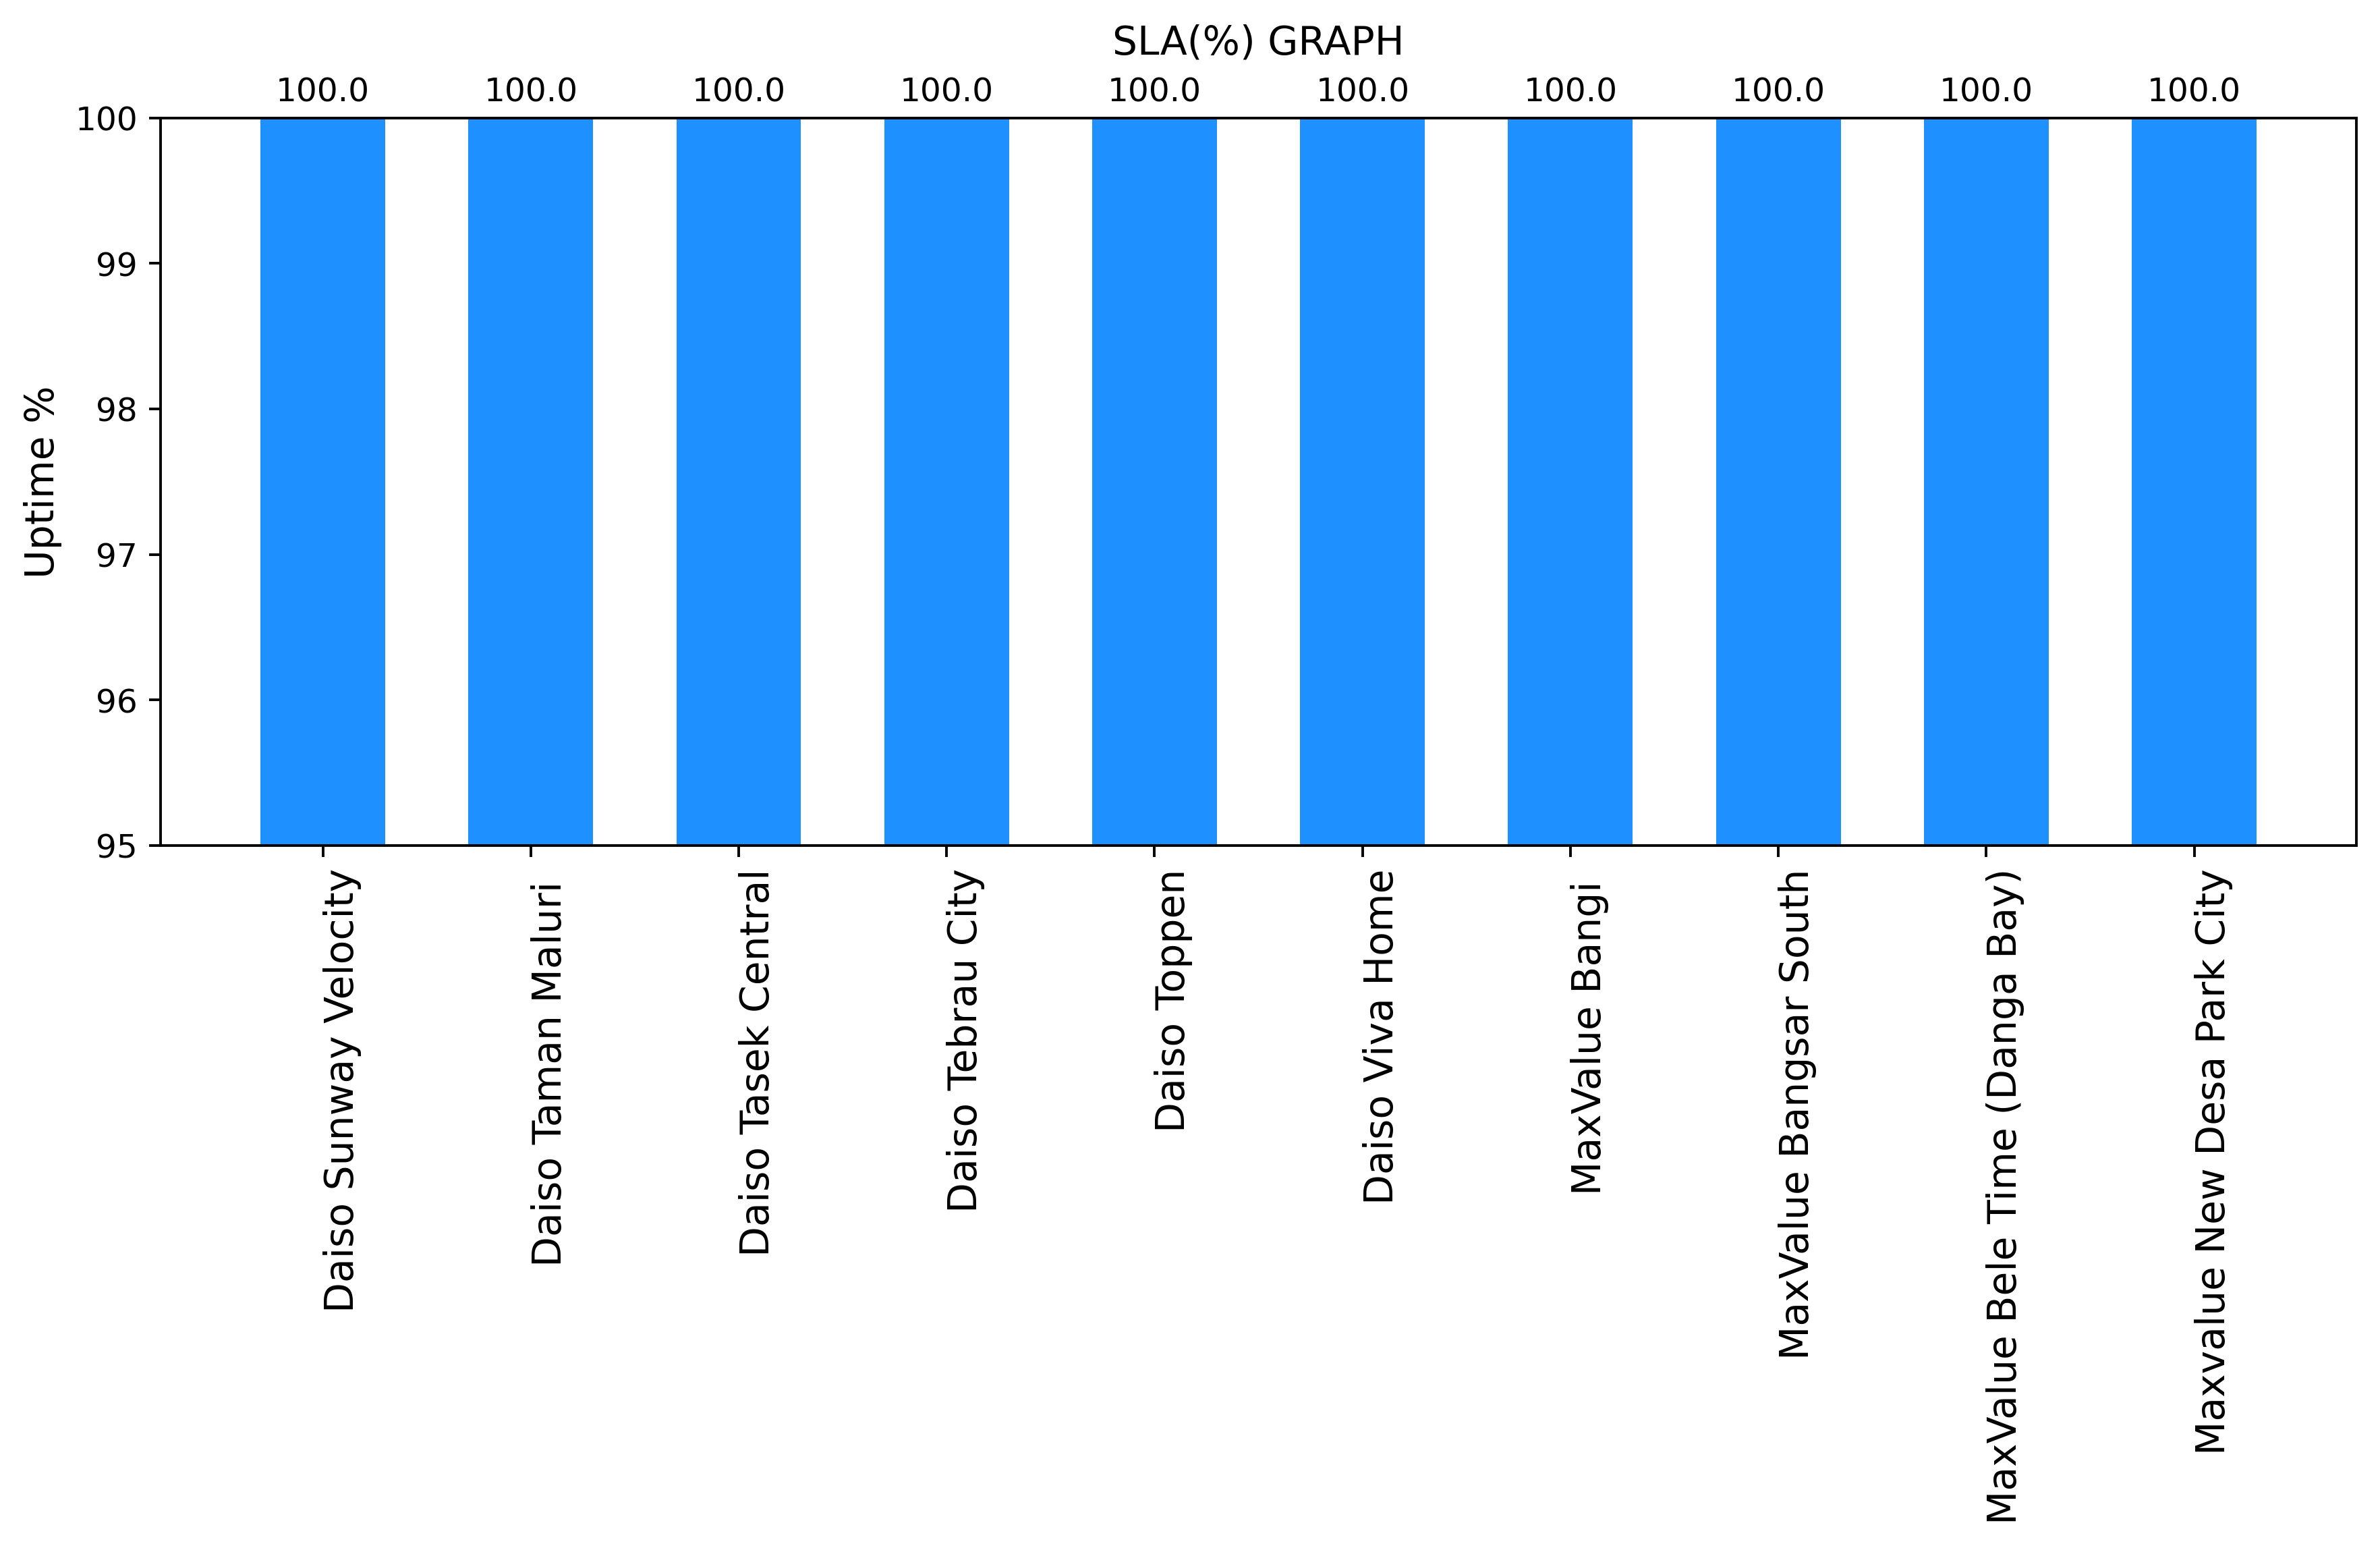 SLA(%) GRAPH
100.0 100.0 100.0 100.0 100.0 100.0 100.0 100.0 100.0 100.0
100
99
98
97
96
95
Uptime %
Daiso Sunway Velocity
Daiso Taman Maluri
Daiso Tasek Central
Daiso Tebrau City
Daiso Toppen
Daiso Viva Home
MaxValue Bangi
MaxValue Bangsar South
MaxValue Bele Time (Danga Bay)
Maxvalue New Desa Park City